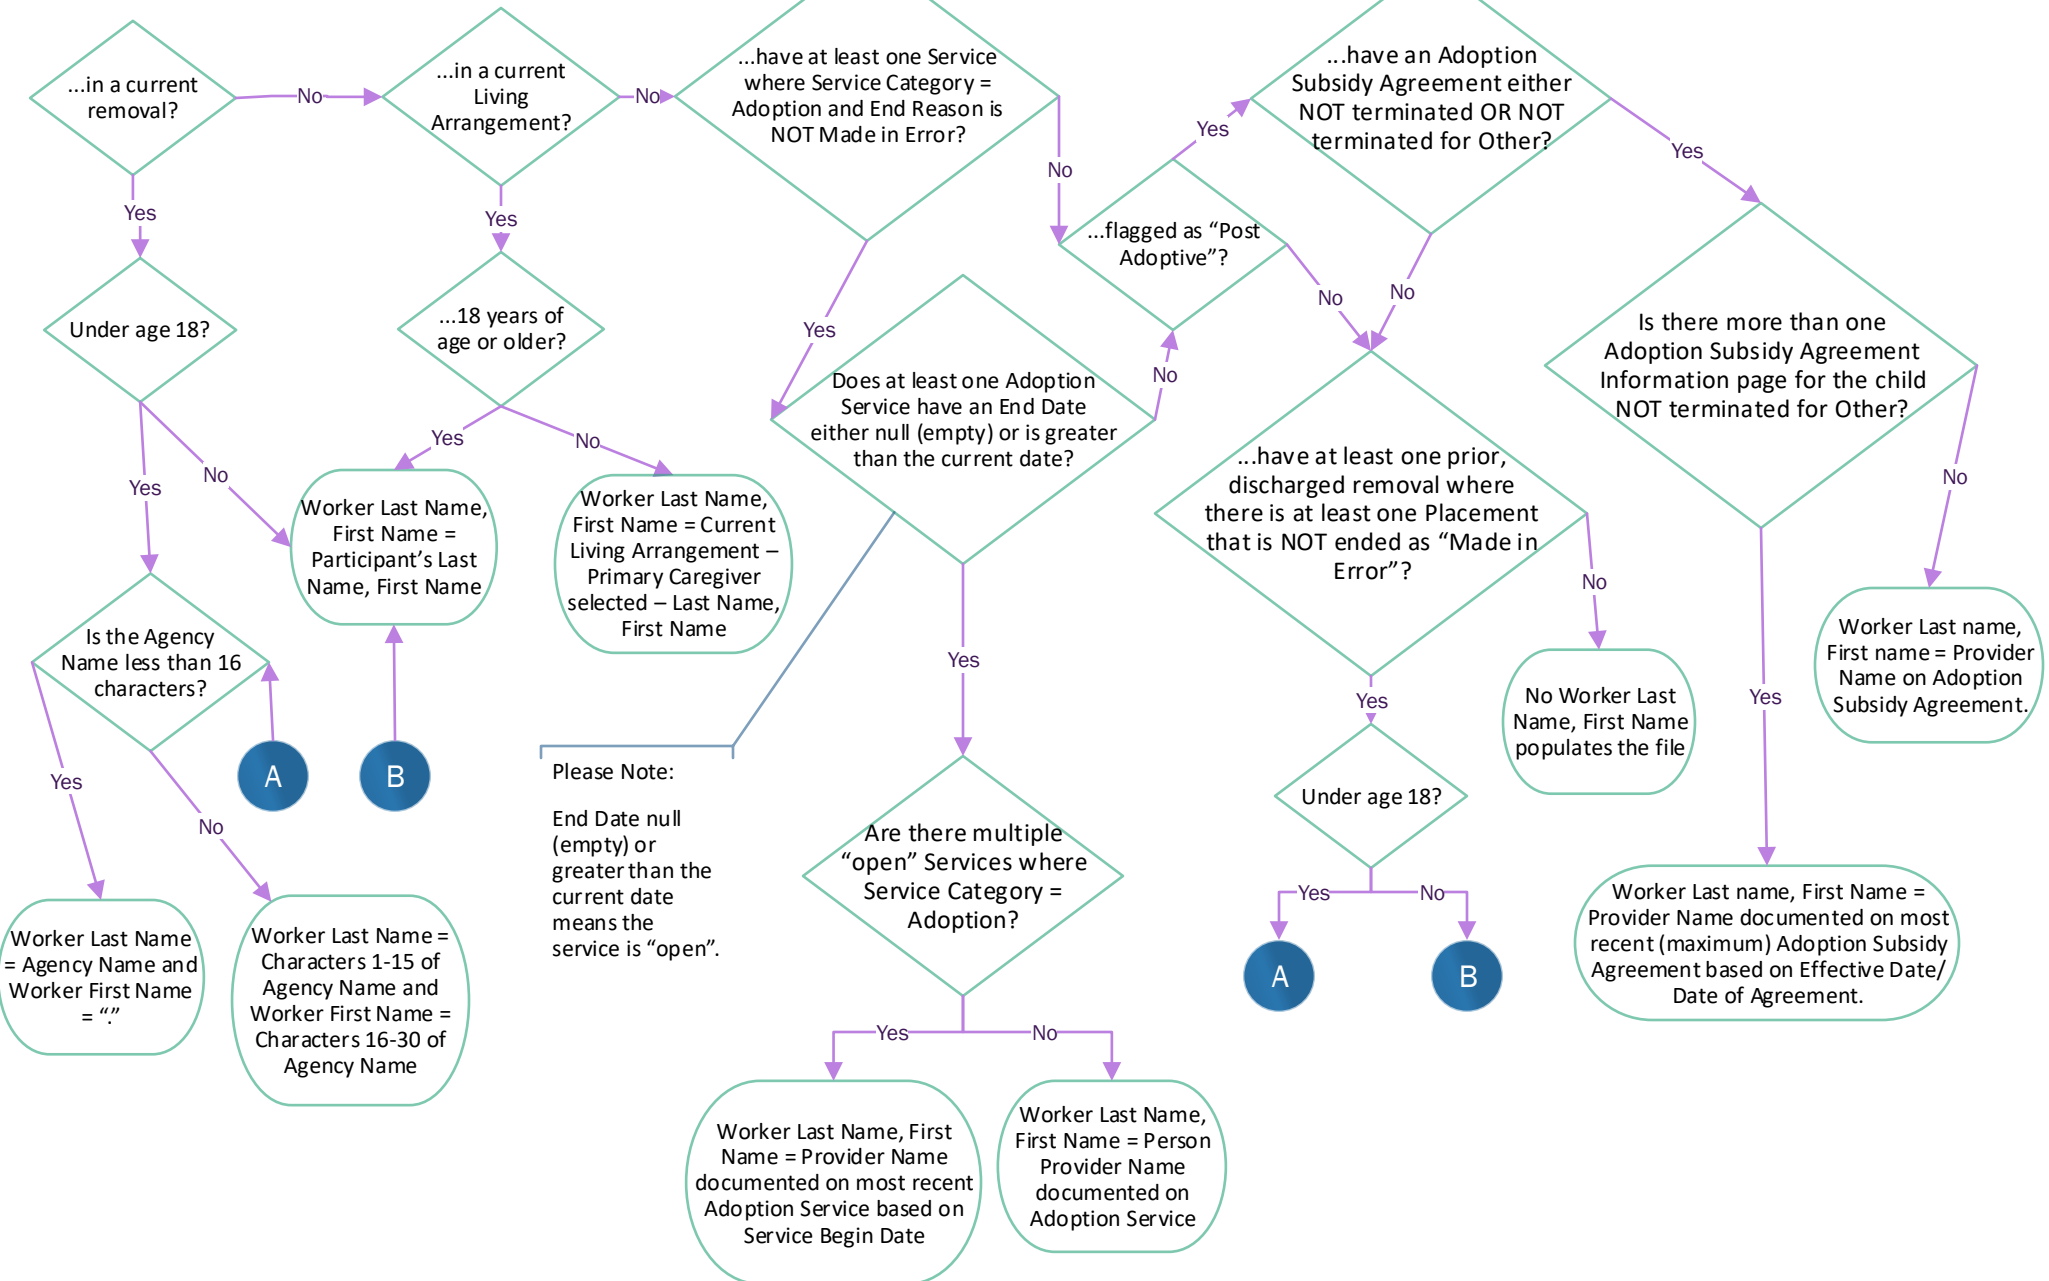 ...in a current
removal?
No
...in a current
Living
Arrangement?
No
...have at least one Service
where Service Category =
Adoption and End Reason is
NOT Made in Error?
No
Yes
...have an Adoption
Subsidy Agreement either
NOT terminated OR NOT
terminated for Other?
Yes
Yes
Yes
...flagged as “Post
Adoptive”?
No
No
Under age 18?
...18 years of
age or older?
Yes
Does at least one Adoption
Service have an End Date
either null (empty) or is greater
than the current date?
No
Is there more than one
Adoption Subsidy Agreement
Information page for the child
NOT terminated for Other?
Yes
No
Yes
No
...have at least one prior,
discharged removal where
there is at least one Placement
that is NOT ended as “Made in
Error”?
No
No
Worker Last Name,
First Name =
Participant’s Last
Name, First Name
Worker Last Name,
First Name = Current
Living Arrangement –
Primary Caregiver
selected – Last Name,
First Name
Is the Agency
Name less than 16
characters?
Yes
Yes
Yes
Worker Last name,
First name = Provider
Name on Adoption
Subsidy Agreement.
No Worker Last
Name, First Name
populates the file
Yes
No
A
B
Please Note:
End Date null
(empty) or
greater than the
current date
means the
service is “open”.
Are there multiple
“open” Services where
Service Category =
Adoption?
Under age 18?
Yes
No
A
B
Worker Last name, First Name =
Provider Name documented on most
recent (maximum) Adoption Subsidy
Agreement based on Effective Date/
Date of Agreement.
Worker Last Name
= Agency Name and
Worker First Name
= “.”
Worker Last Name =
Characters 1-15 of
Agency Name and
Worker First Name =
Characters 16-30 of
Agency Name
Yes
No
Worker Last Name, First
Name = Provider Name
documented on most recent
Adoption Service based on
Service Begin Date
Worker Last Name,
First Name = Person
Provider Name
documented on
Adoption Service